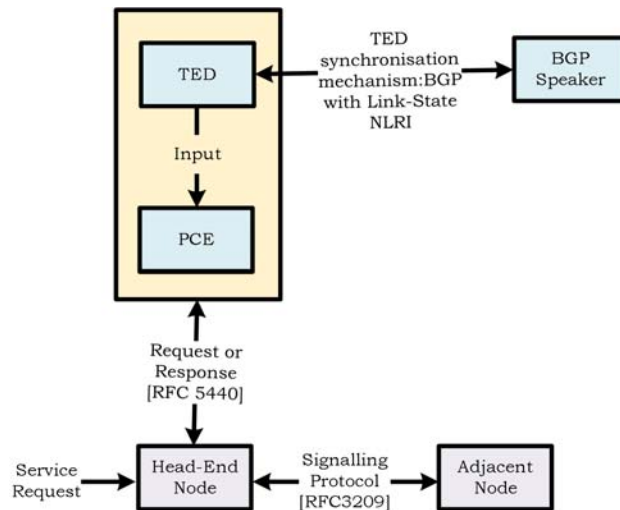 TED
TED
synchronisation
mechanism:BGP
with Link-State
NLRI
BGP
Speaker
Input
PCE
Request or
Response
[RFC 5440]
Service
Request
Head-End
Node
Signalling
Protocol
[RFC3209]
Adjacent
Node